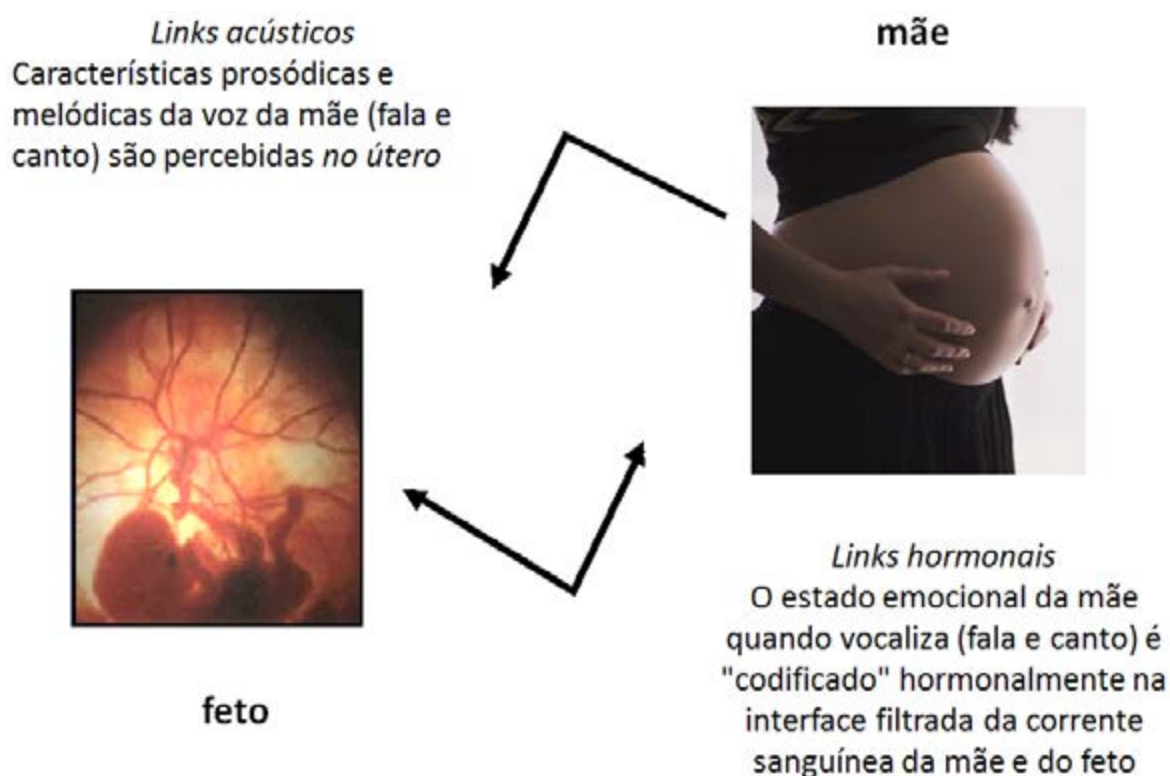 Links acústicos
Características prosódicas e
melódicas da voz da mãe (fala e
canto) são percebidas no útero
mãe
feto
Links hormonais
O estado emocional da mãe
quando vocaliza (fala e canto) é
"codificado" hormonalmente na
interface filtrada da corrente
sanguínea da mãe e do feto